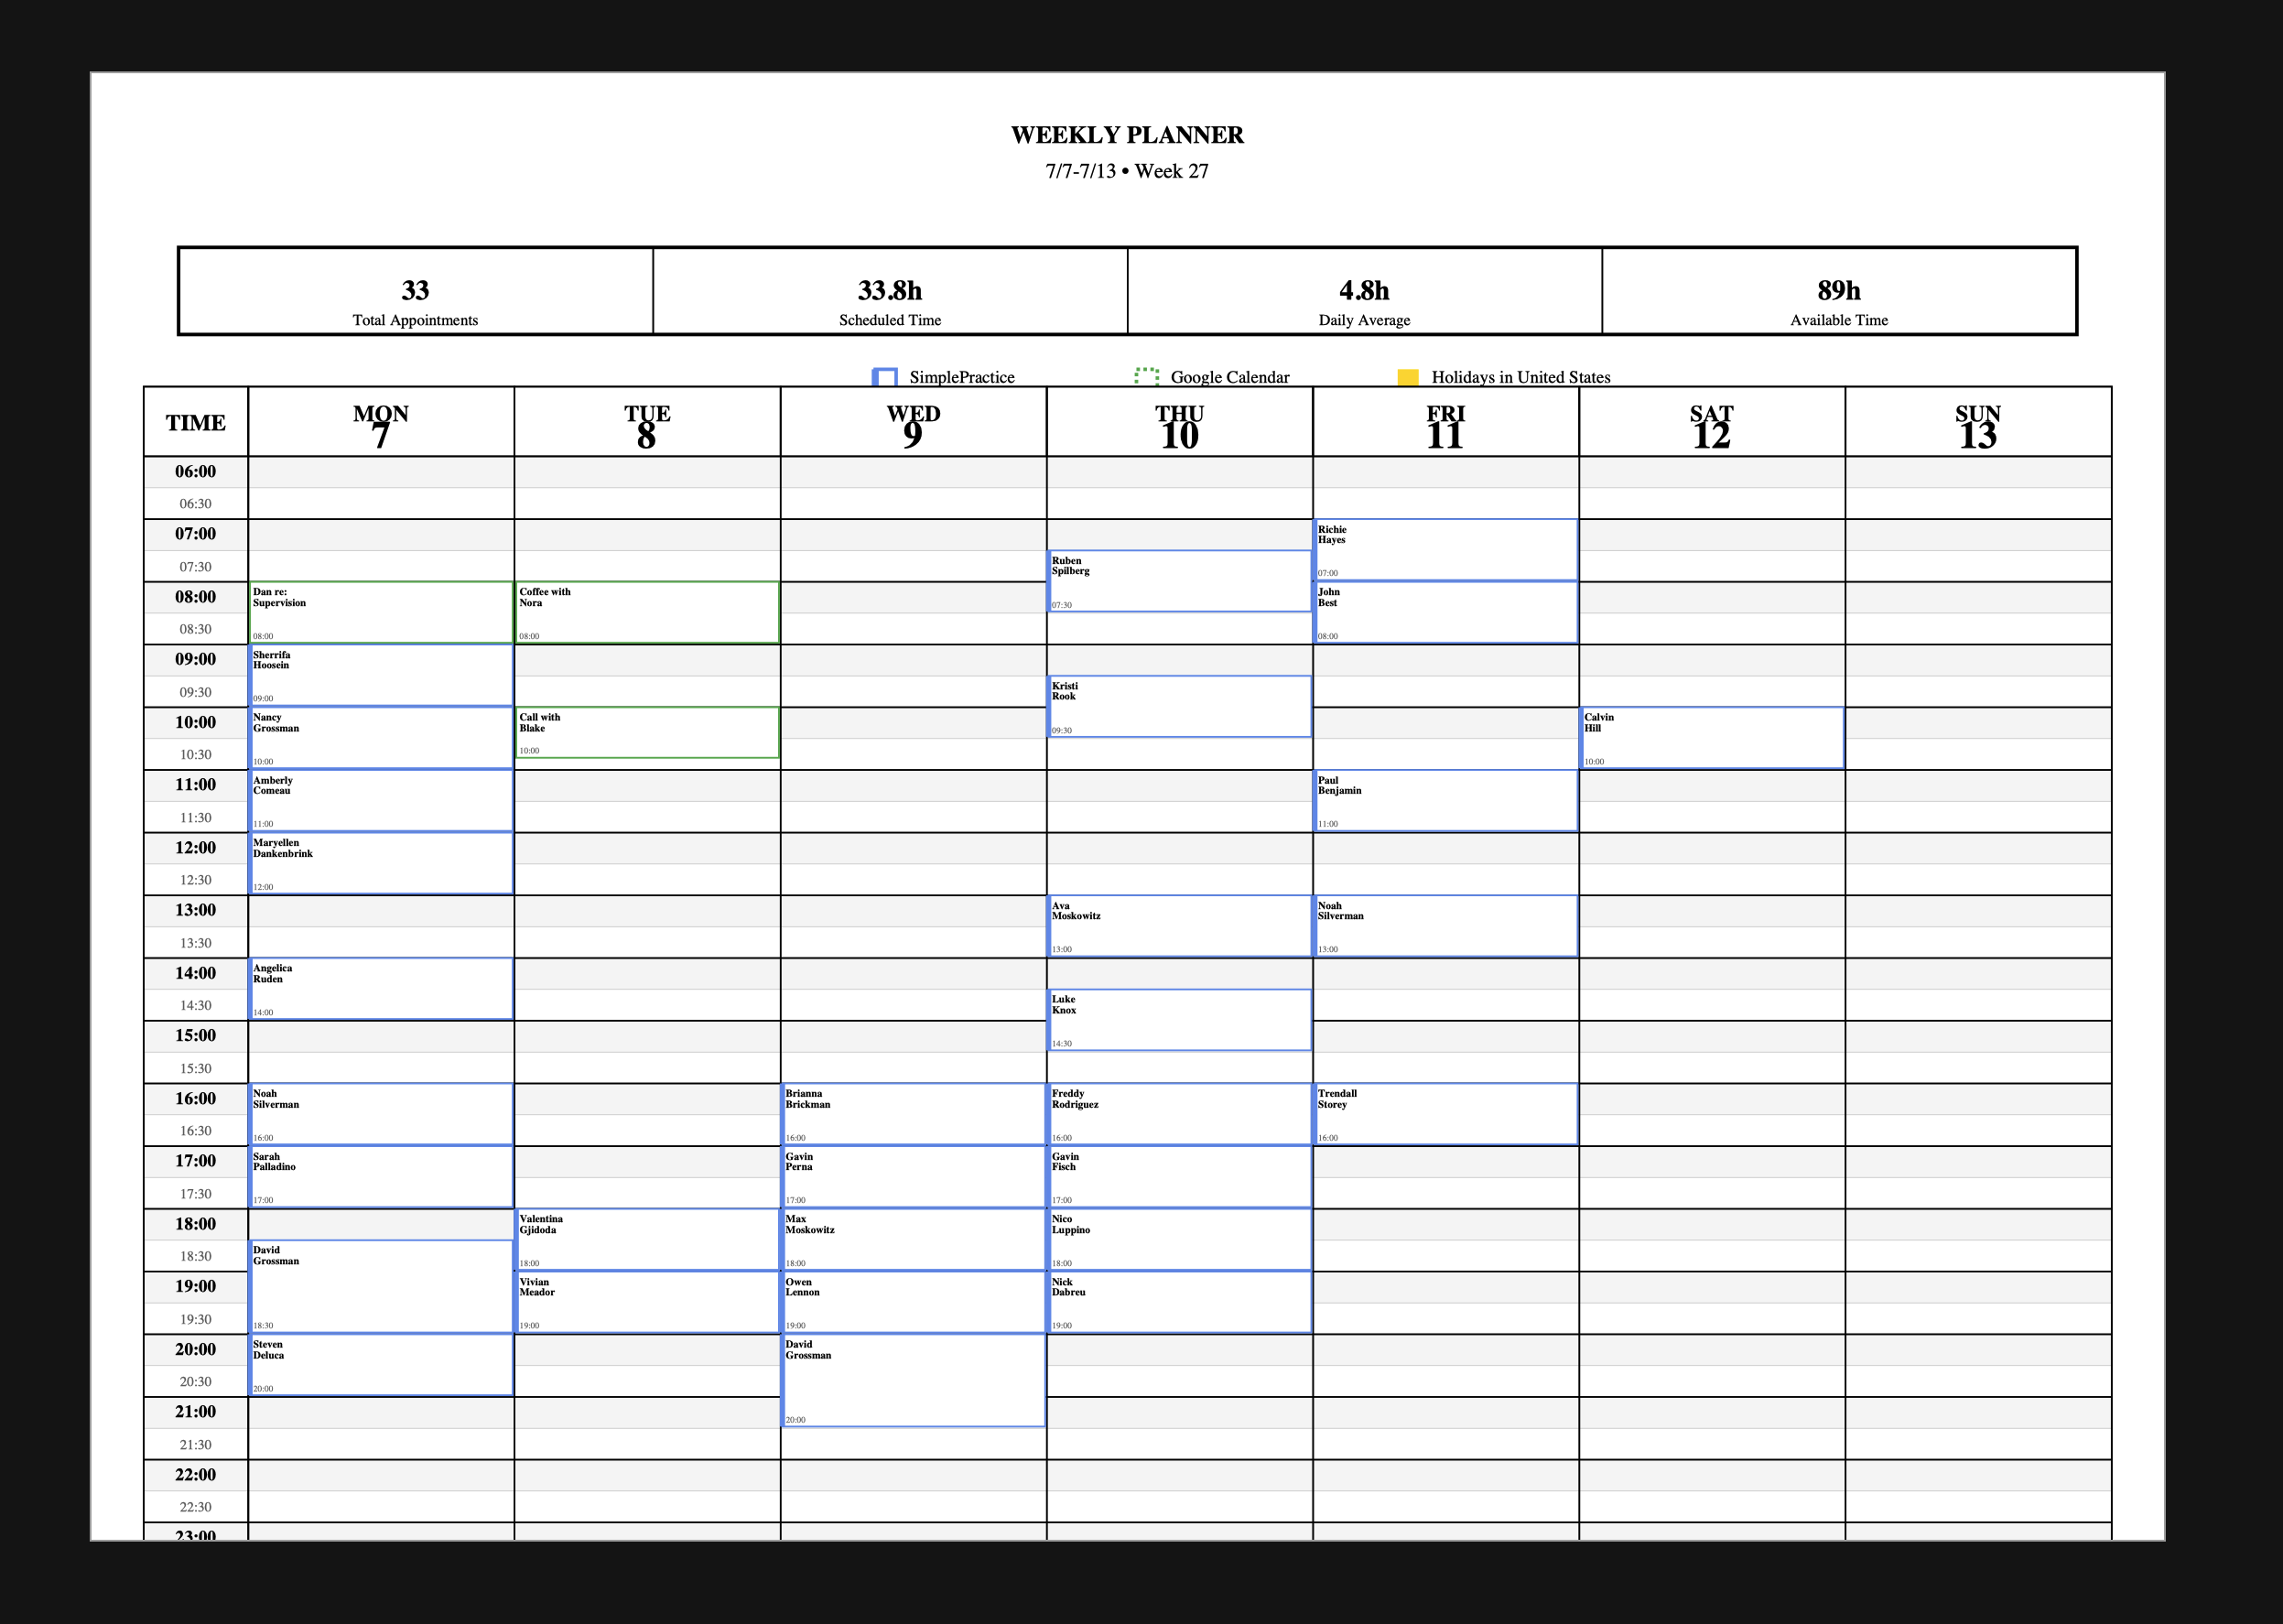 WEEKLY PLANNER
7/7-7/13 • Week 27
33
Total Appointments
33.8h
Scheduled Time
4.8h
Daily Average
89h
Available Time
SimplePractice
Google Calendar
Holidays in United States
TIME
MON
7
TUE
8
WED
9
THU
10
FRI
11
SAT
12
SUN
13
06:00
06:30
07:00
07:30
08:00
08:30
09:00
09:30
10:00
10:30
11:00
11:30
12:00
12:30
13:00
13:30
14:00
14:30
15:00
15:30
16:00
16:30
17:00
17:30
18:00
18:30
19:00
19:30
20:00
20:30
21:00
21:30
22:00
22:30
23:00
Dan re:
Supervision
08:00
Sherrifa
Hoosein
09:00
Nancy
Grossman
10:00
Amberly
Comeau
11:00
Maryellen
Dankenbrink
12:00
Angelica
Ruden
14:00
Noah
Silverman
16:00
Sarah
Palladino
17:00
David
Grossman
18:30
Steven
Deluca
20:00
Coffee with
Nora
08:00
Call with
Blake
10:00
Valentina
Gjidoda
18:00
Vivian
Meador
19:00
Brianna
Brickman
16:00
Gavin
Perna
17:00
Max
Moskowitz
18:00
Owen
Lennon
19:00
David
Grossman
20:00
Ruben
Spilberg
07:30
Kristi
Rook
09:30
Ava
Moskowitz
13:00
Luke
Knox
14:30
Freddy
Rodriguez
16:00
Gavin
Fisch
17:00
Nico
Luppino
18:00
Nick
Dabreu
19:00
Richie
Hayes
07:00
John
Best
08:00
Paul
Benjamin
11:00
Noah
Silverman
13:00
Trendall
Storey
16:00
Calvin
Hill
10:00